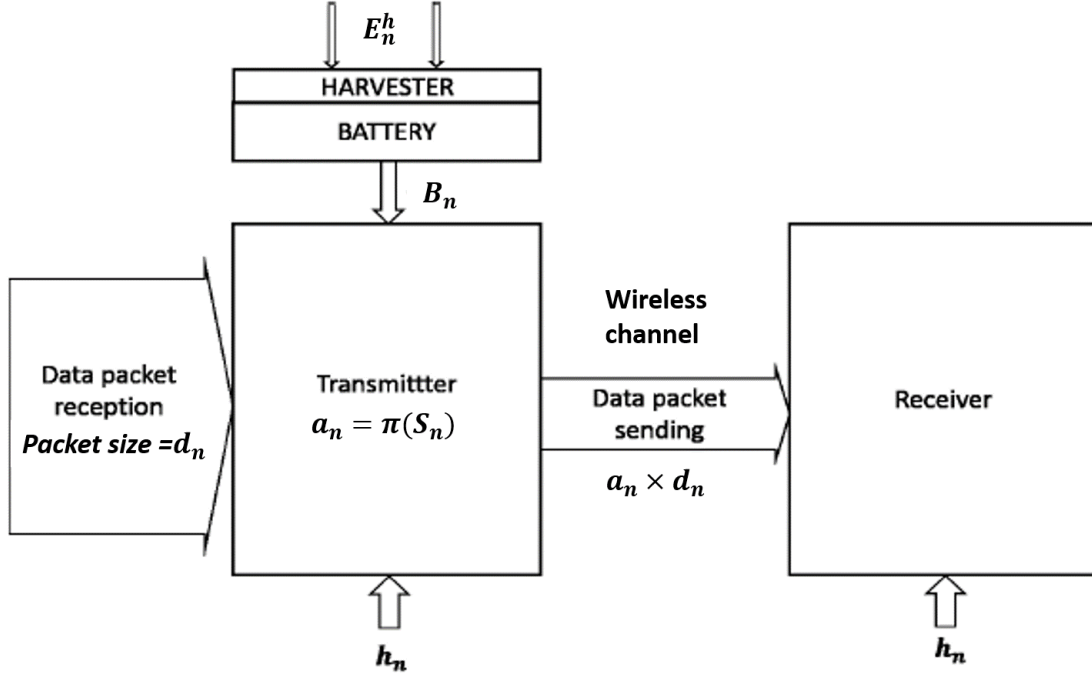 E_n^h
HARVESTER
BATTERY
B_n
Data packet
reception
Packet size =d_n
Transmittter
a_n = π(S_n)
Wireless
channel
Data packet
sending
a_n × d_n
Receiver
h_n
h_n